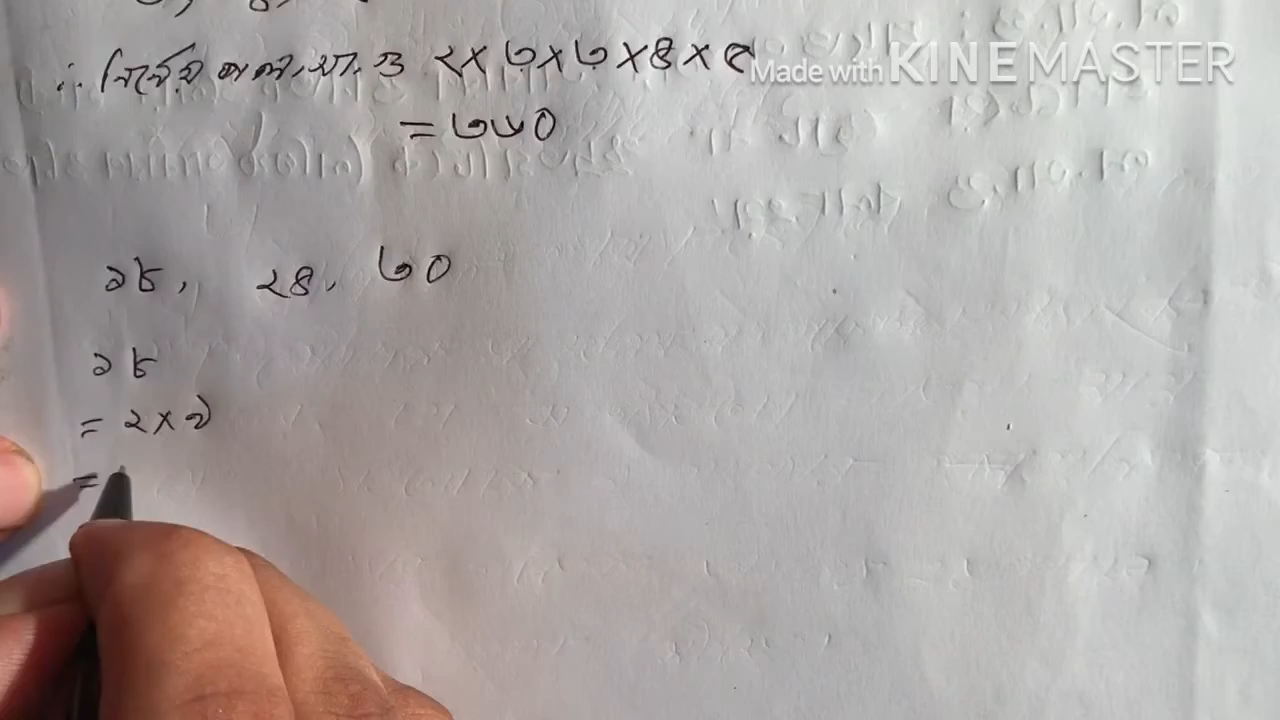 ∴ নির্ণেয় ল.সা.গু ২×৩×৩×৪×৫
Made with KINEMASTER
= ৩৬০
১৮, ২৪, ৩০
১৮
= ২×৯
=